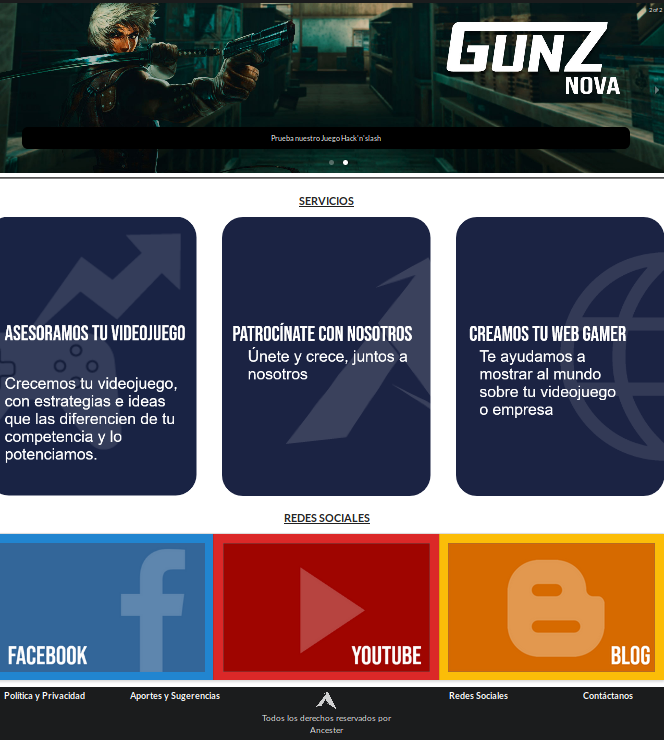 2 of 2
GUNZ
NOVA
Prueba nuestro Juego Hack'n'slash
SERVICIOS
ASESORAMOS TU VIDEOJUEGO
Crecemos tu videojuego,
con estrategias e ideas
que las diferencien de tu
competencia y lo
potenciamos.
PATROCÍNATE CON NOSOTROS
Únete y crece, juntos a
nosotros
CREAMOS TU WEB GAMER
Te ayudamos a
mostrar al mundo
sobre tu videojuego
o empresa
REDES SOCIALES
FACEBOOK
YOUTUBE
BLOG
Política y Privacidad
Aportes y Sugerencias
Todos los derechos reservados por
Ancester
Redes Sociales
Contáctanos